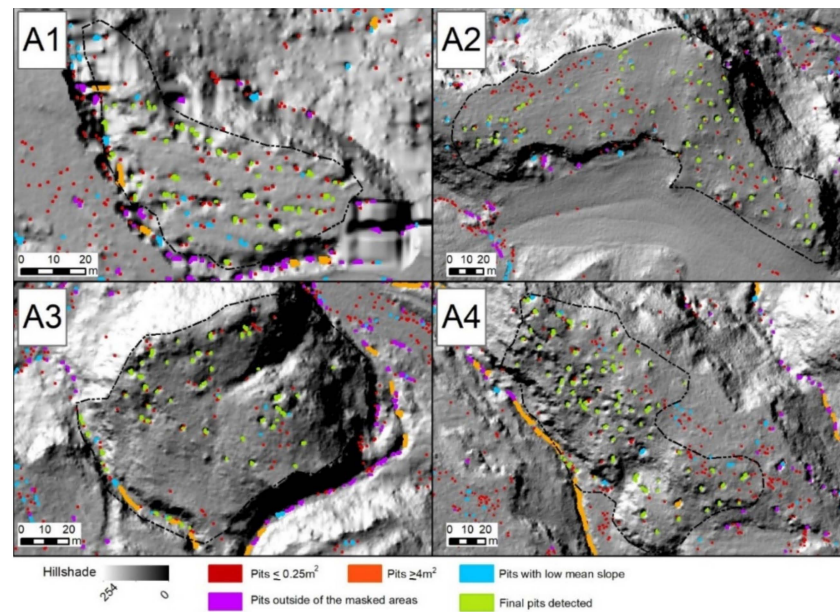 A1
A2
0 10 20
m
0 10 20
m
A3
A4
0 10 20
m
0 10 20
m
Hillshade
254
0
Pits < 0.25m²
Pits ≥4m²
Pits with low mean slope
Pits outside of the masked areas
Final pits detected